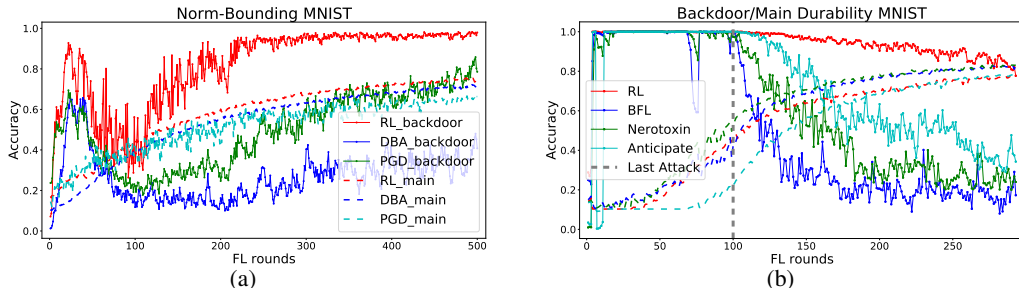 Norm-Bounding MNIST
Accuracy
1.0
0.8
0.6
0.4
0.2
0.0
RL_backdoor
DBA_backdoor
PGD_backdoor
RL_main
DBA_main
PGD_main
0
100
200
300
400
500
FL rounds
(a)
Backdoor/Main Durability MNIST
Accuracy
1.0
0.8
0.6
0.4
0.2
0.0
RL
BFL
Nerotoxin
Anticipate
Last Attack
0
50
100
150
200
250
FL rounds
(b)